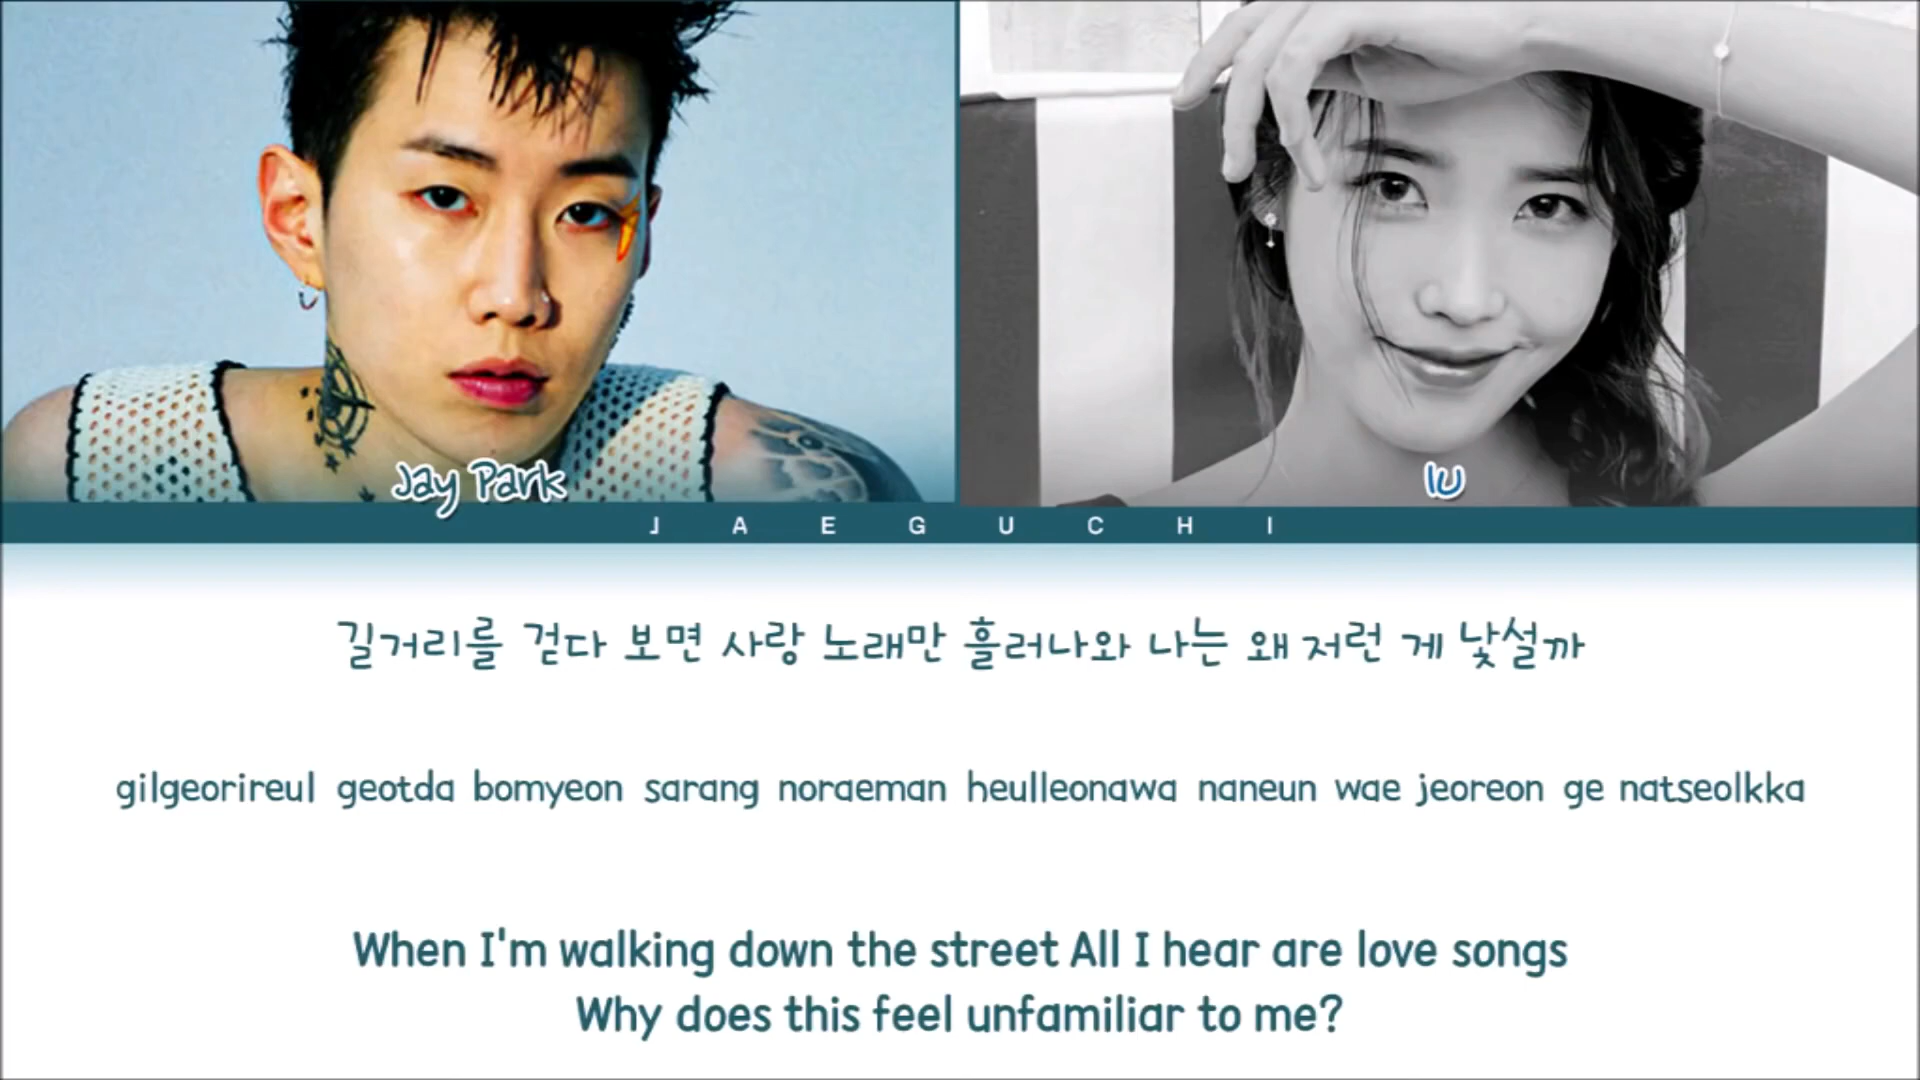 Jay Park
IU
JAEGUCHI
길거리를 걷다 보면 사랑 노래만 흘러나와 나는 왜 저런 게 낯설까
gilgeorireul geotda bomyeon sarang noraeman heulleonawa naneun wae jeoreon ge natseolkka
When I'm walking down the street All I hear are love songs
Why does this feel unfamiliar to me?